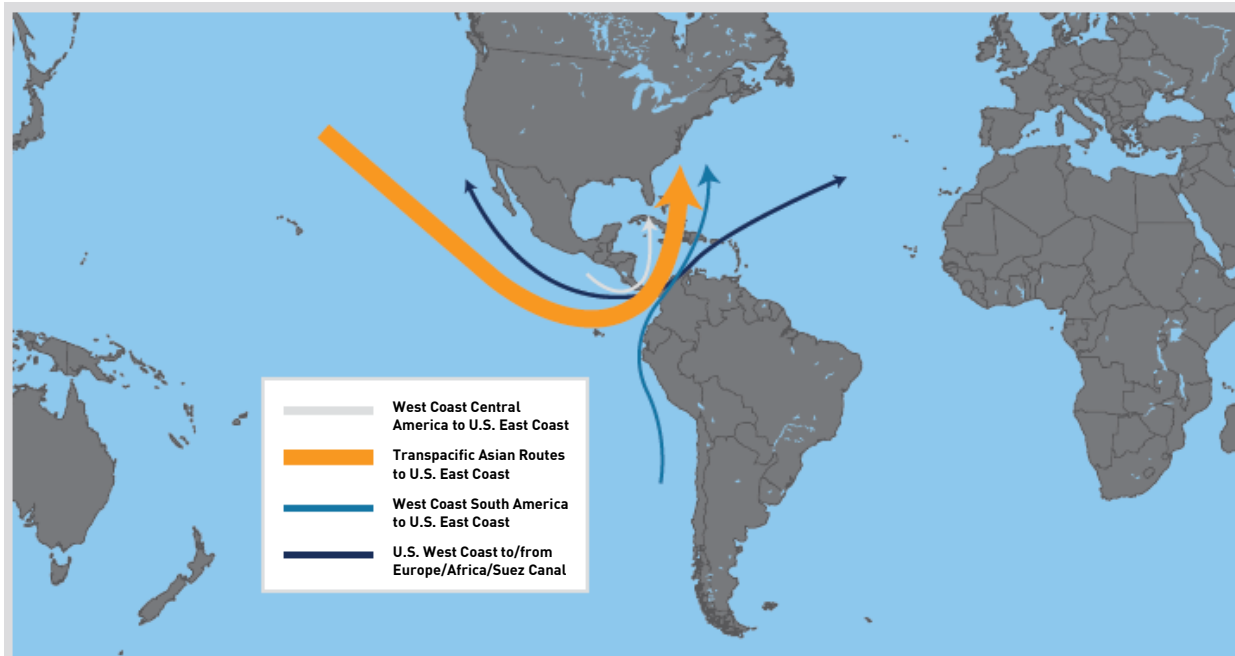 West Coast Central
America to U.S. East Coast
Transpacific Asian Routes
to U.S. East Coast
West Coast South America
to U.S. East Coast
U.S. West Coast to/from
Europe/Africa/Suez Canal